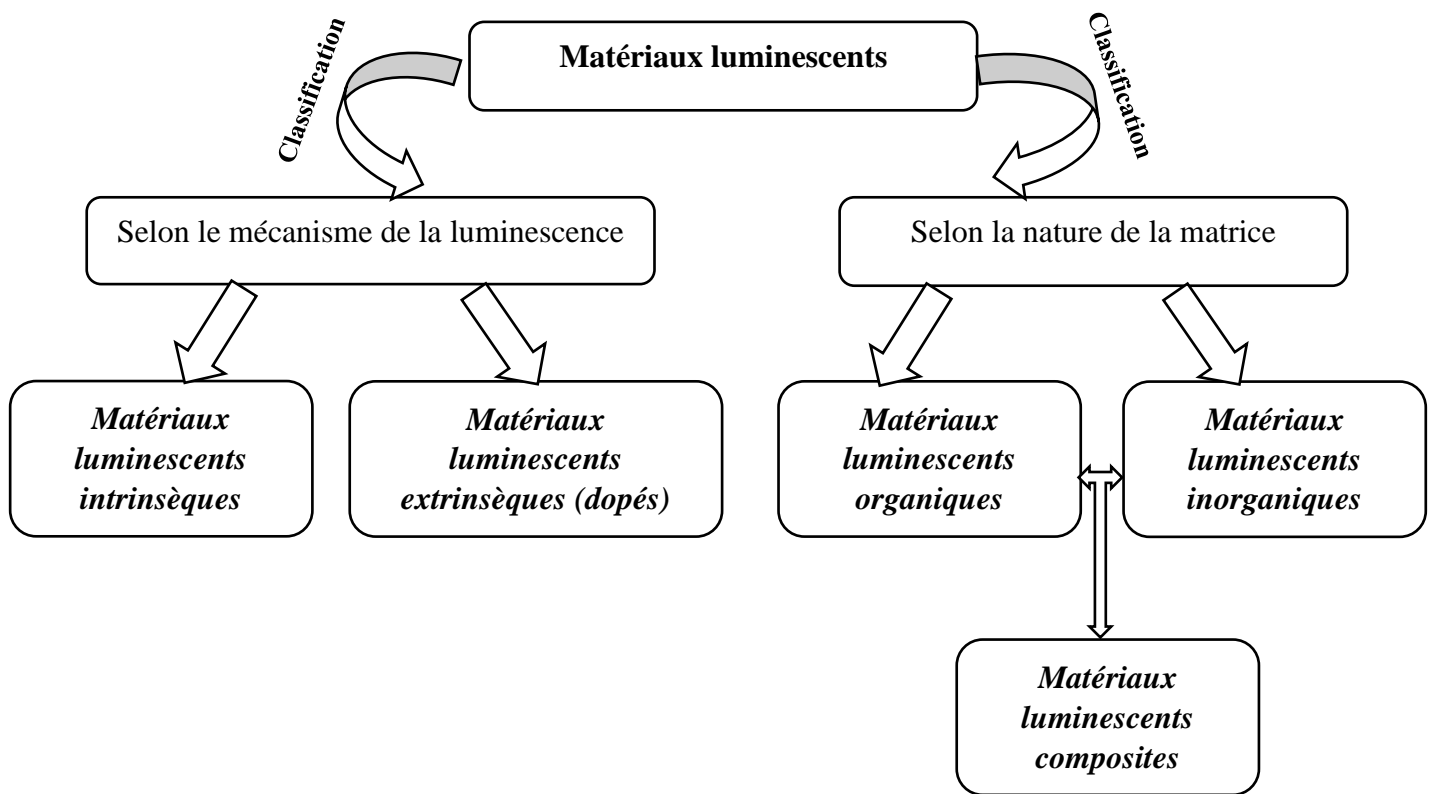 Classification
Matériaux luminescents
Classification
Selon le mécanisme de la luminescence
Selon la nature de la matrice
Matériaux
luminescents
intrinsèques
Matériaux
luminescents
extrinsèques (dopés)
Matériaux
luminescents
organiques
Matériaux
luminescents
inorganiques
Matériaux
luminescents
composites